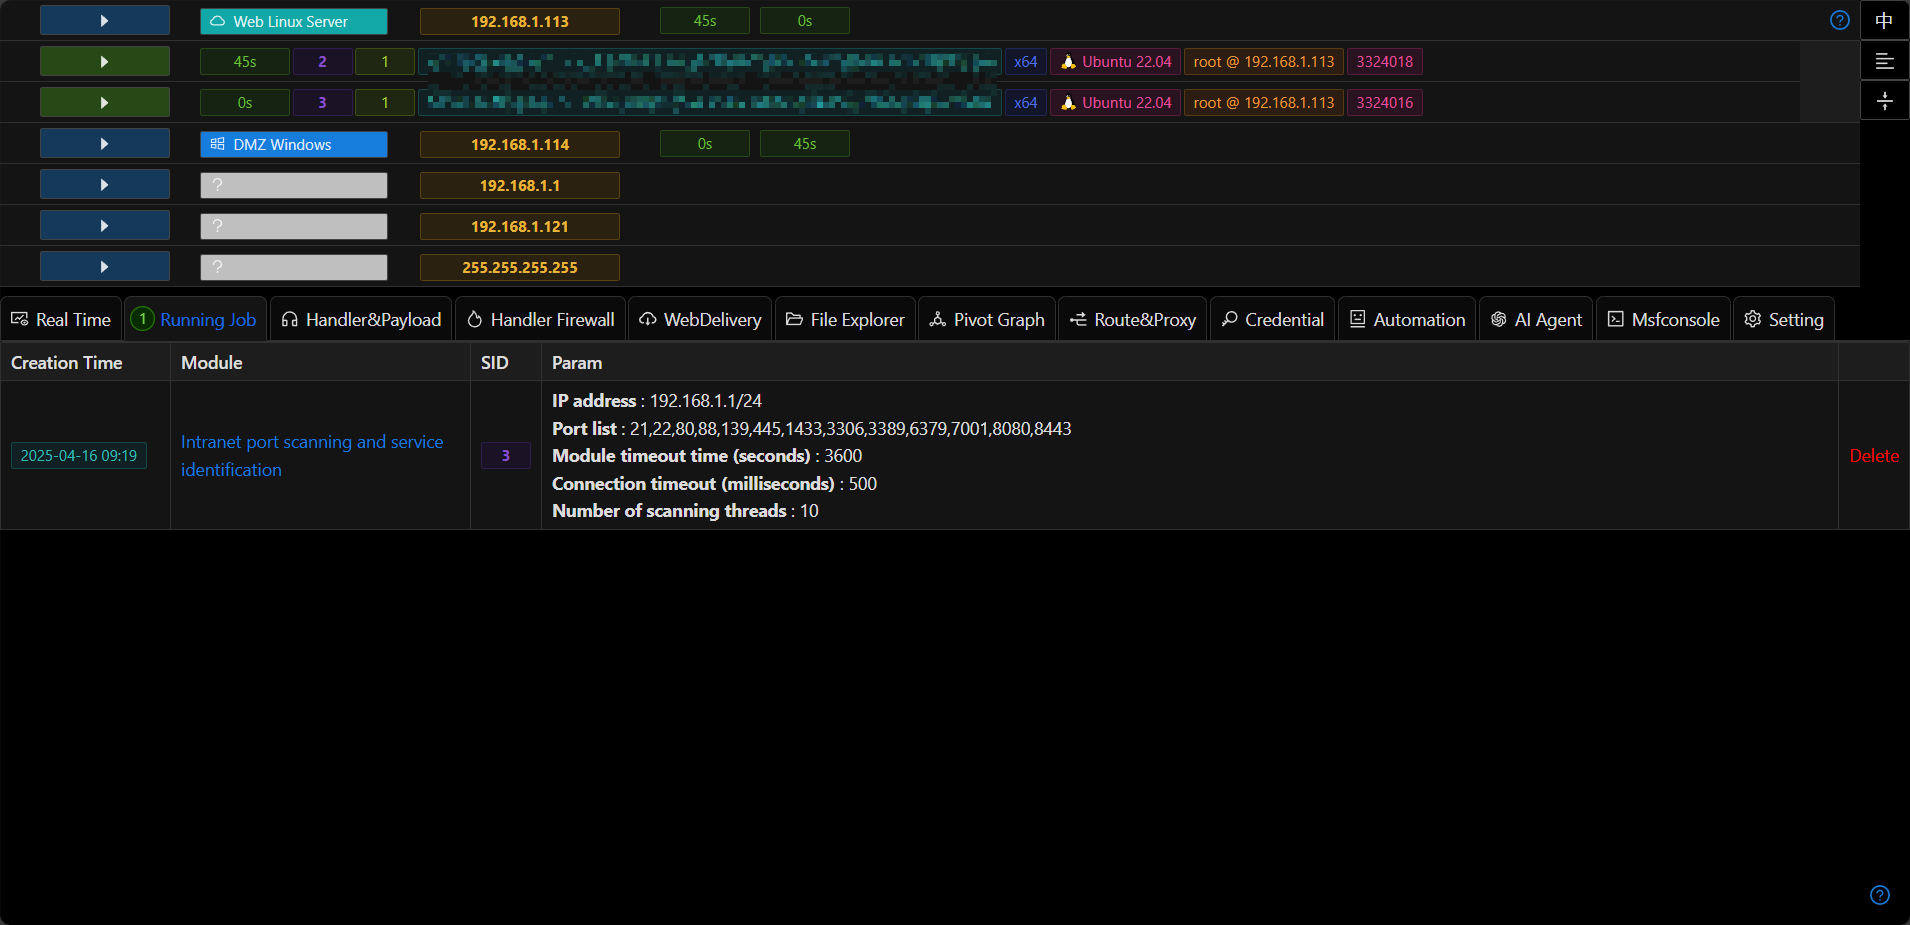 Web Linux Server 192.168.1.113 45s 0s 中
45s 2 1 x64 Ubuntu 22.04 root @ 192.168.1.113 3324018
0s 3 1 x64 Ubuntu 22.04 root @ 192.168.1.113 3324016
DMZ Windows 192.168.1.114 0s 45s
? 192.168.1.1
? 192.168.1.121
? 255.255.255.255
Real Time 1 Running Job Handler&Payload Handler Firewall WebDelivery File Explorer Pivot Graph Route&Proxy Credential Automation AI Agent Msfconsole Setting
Creation Time Module SID Param
2025-04-16 09:19
Intranet port scanning and service
identification
3
IP address : 192.168.1.1/24
Port list : 21,22,80,88,139,445,1433,3306,3389,6379,7001,8080,8443
Module timeout time (seconds) : 3600
Connection timeout (milliseconds) : 500
Number of scanning threads : 10
Delete